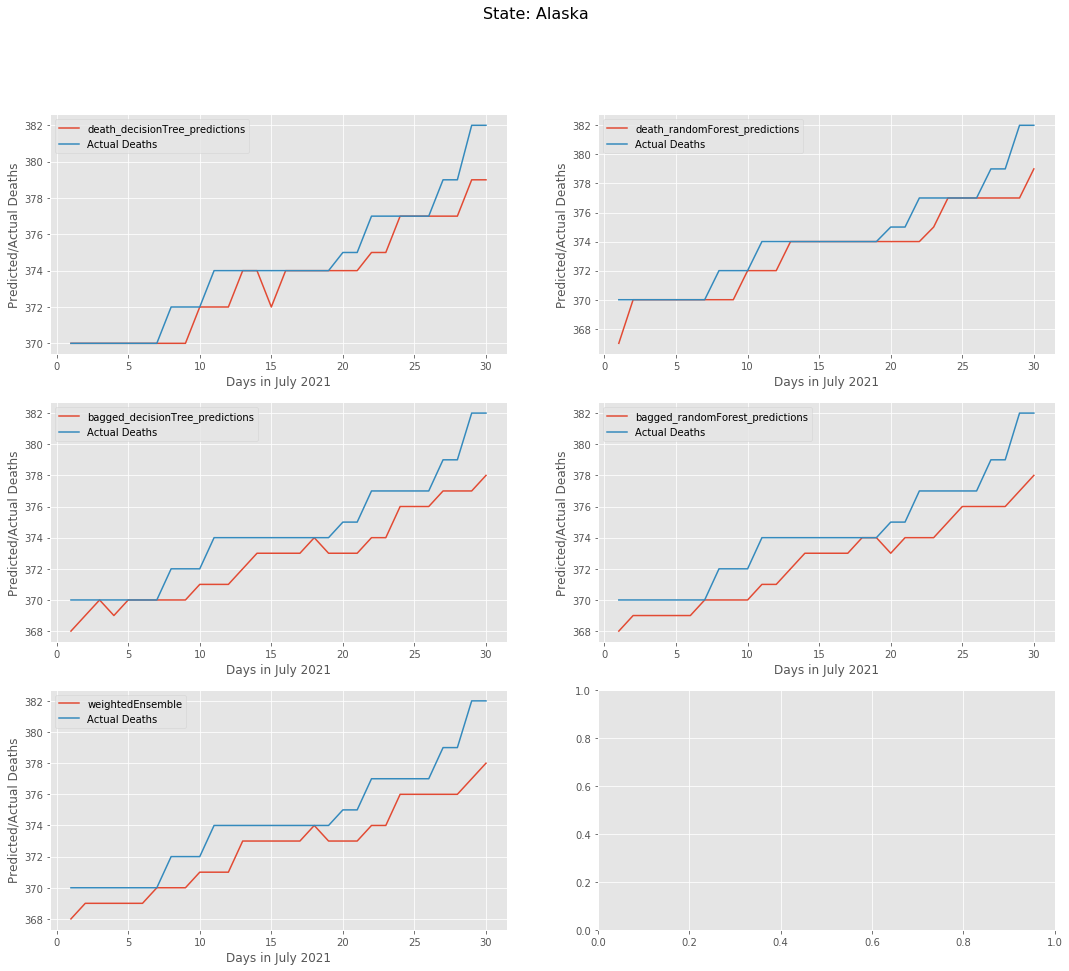 State: Alaska
death_decisionTree_predictions
Actual Deaths
Predicted/Actual Deaths
382
380
378
376
374
372
370
0 5 10 15 20 25 30
Days in July 2021
death_randomForest_predictions
Actual Deaths
Predicted/Actual Deaths
382
380
378
376
374
372
370
368
0 5 10 15 20 25 30
Days in July 2021
bagged_decisionTree_predictions
Actual Deaths
Predicted/Actual Deaths
382
380
378
376
374
372
370
368
0 5 10 15 20 25 30
Days in July 2021
bagged_randomForest_predictions
Actual Deaths
Predicted/Actual Deaths
382
380
378
376
374
372
370
368
0 5 10 15 20 25 30
Days in July 2021
weightedEnsemble
Actual Deaths
Predicted/Actual Deaths
382
380
378
376
374
372
370
368
0 5 10 15 20 25 30
Days in July 2021
1.0
0.8
0.6
0.4
0.2
0.0
0.0 0.2 0.4 0.6 0.8 1.0